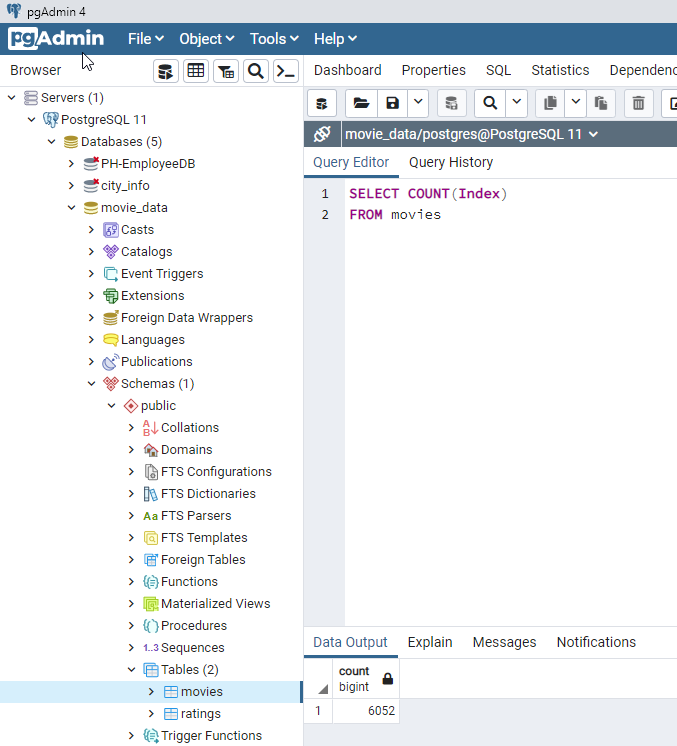 pgAdmin 4
pgAdmin File Object Tools Help
Browser
Dashboard Properties SQL Statistics Dependenc
Servers (1)
PostgreSQL 11
Databases (5)
PH-EmployeeDB
city_info
movie_data
Casts
Catalogs
Event Triggers
Extensions
Foreign Data Wrappers
Languages
Publications
Schemas (1)
public
Collations
Domains
FTS Configurations
FTS Dictionaries
Aa FTS Parsers
FTS Templates
Foreign Tables
Functions
Materialized Views
Procedures
1..3 Sequences
Tables (2)
movies
ratings
Trigger Functions
movie_data/postgres@PostgreSQL 11
Query Editor Query History
1 SELECT COUNT(Index)
2 FROM movies
Data Output Explain Messages Notifications
count
bigint
1 6052